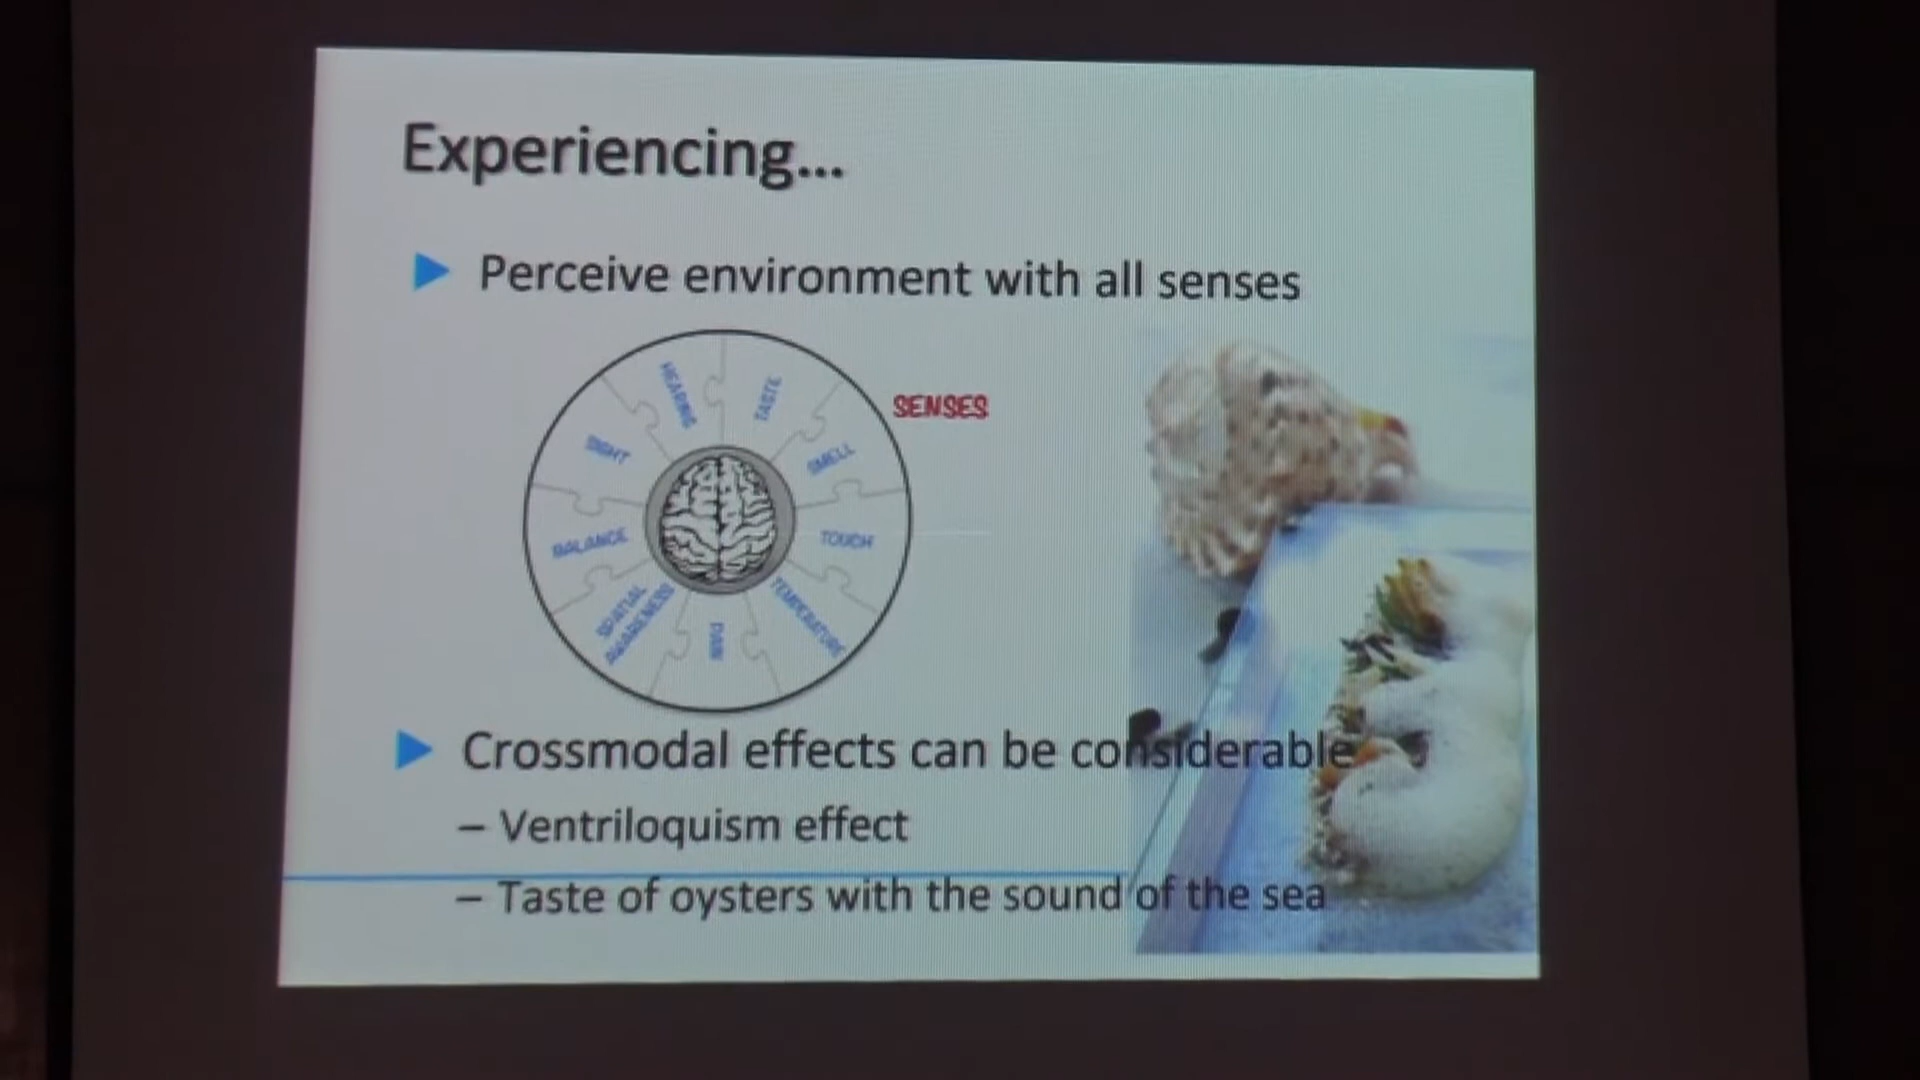 Experiencing...
Perceive environment with all senses
SENSES
HEARING
TASTE
SIGHT
SMELL
BALANCE
TOUCH
SPATIAL
AWARENESS
TEMPERATURE
PAIN
Crossmodal effects can be considerable
– Ventriloquism effect
– Taste of oysters with the sound of the sea